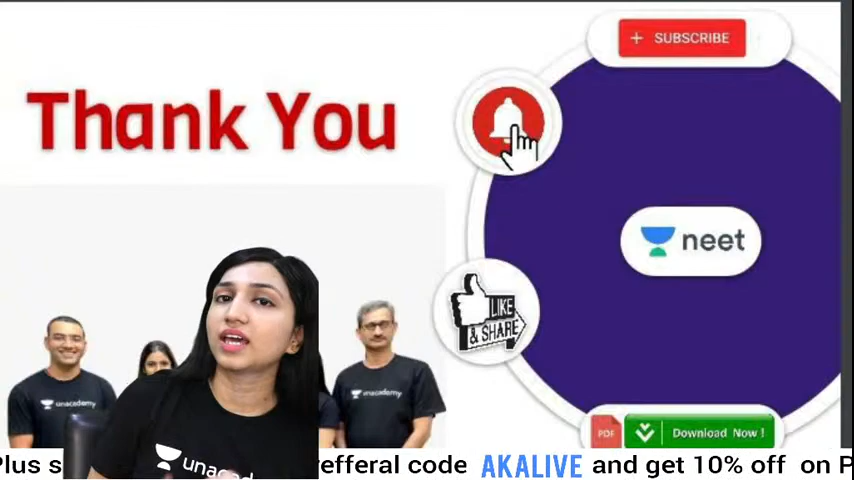 SUBSCRIBE
Thank You
neet
LIKE
& SHARE
unacademy
unacademy
PDF
Download Now !
Plus
refferal code AKALIVE and get 10% off on